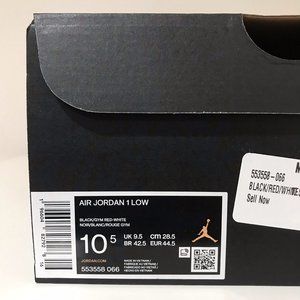 AIR JORDAN 1 LOW
BLACK/GYM RED-WHITE
NOIR/BLANC/ROUGE GYM
10 5
UK 9.5 cm 28.5
BR 42.5 EUR 44.5
JORDAN.COM
553558 066
MADE IN VIETNAM
553558-066
BLACK/RED/WHITE
Sell Now